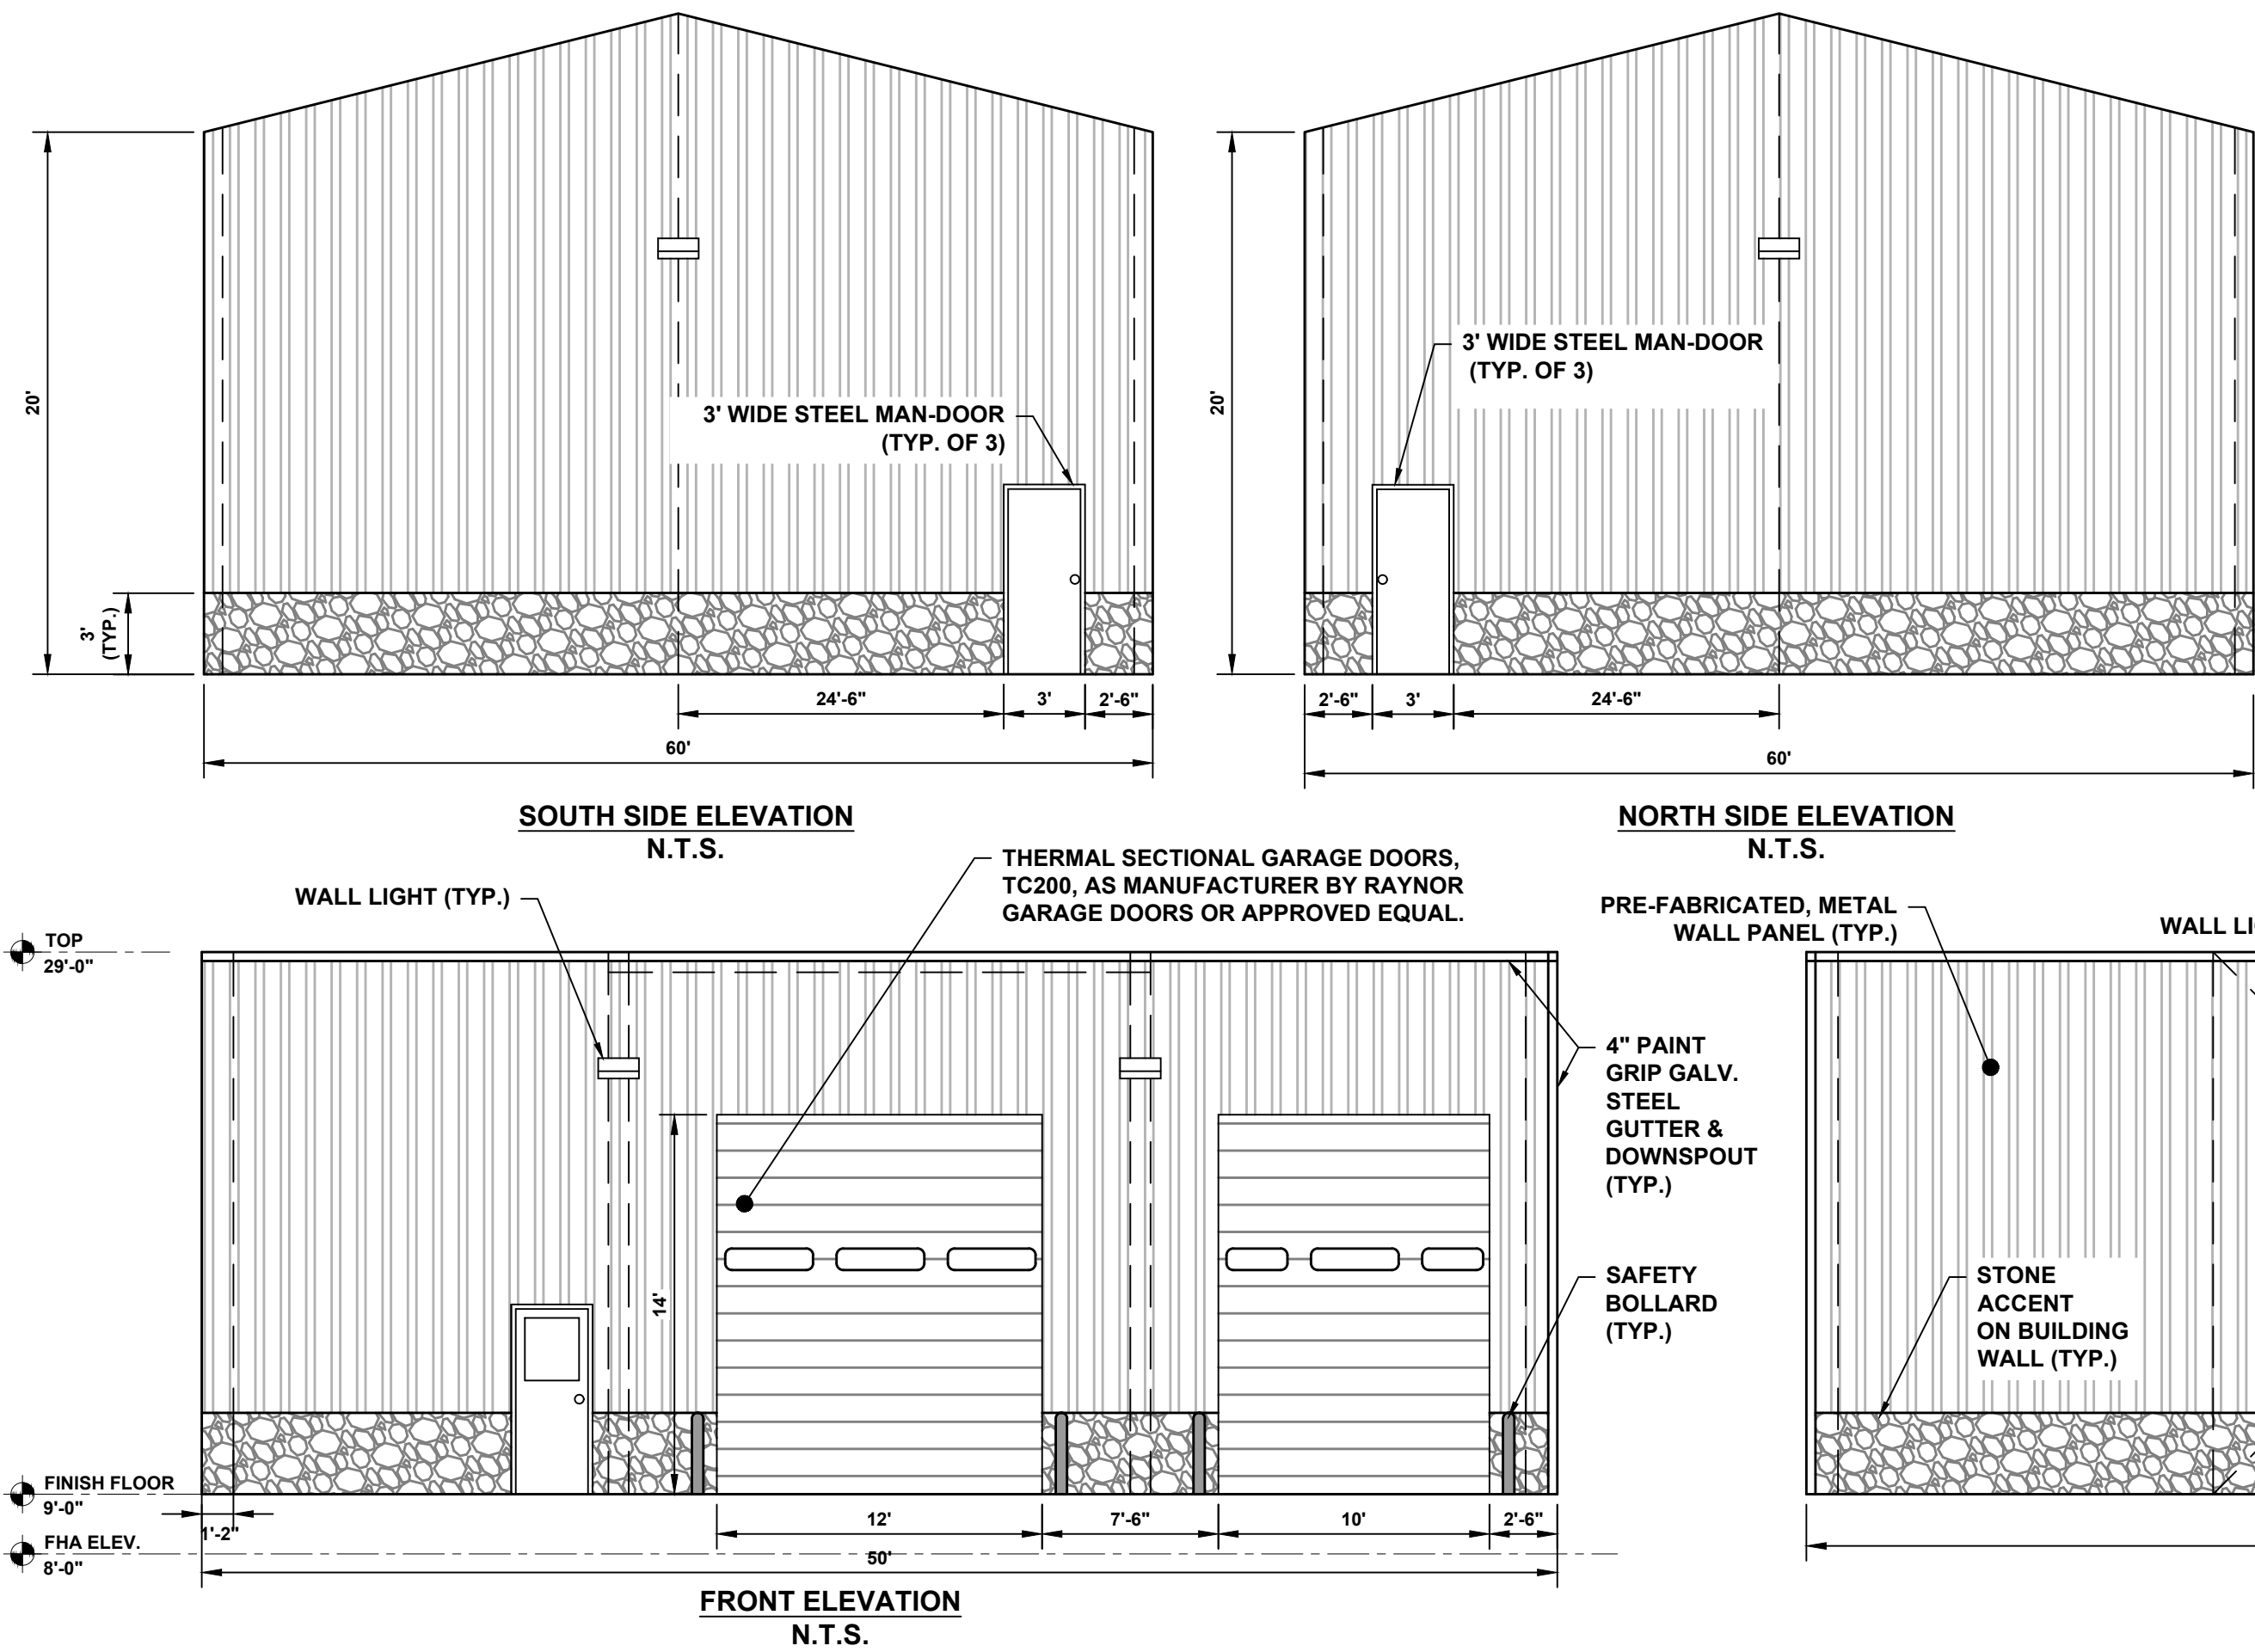 20'
3'
(TYP.)
3' WIDE STEEL MAN-DOOR
(TYP. OF 3)
24'-6"
3'
2'-6"
60'
SOUTH SIDE ELEVATION
N.T.S.
20'
3' WIDE STEEL MAN-DOOR
(TYP. OF 3)
2'-6"
3'
24'-6"
60'
NORTH SIDE ELEVATION
N.T.S.
WALL LIGHT (TYP.)
THERMAL SECTIONAL GARAGE DOORS,
TC200, AS MANUFACTURER BY RAYNOR
GARAGE DOORS OR APPROVED EQUAL.
TOP
29'-0"
14'
4" PAINT
GRIP GALV.
STEEL
GUTTER &
DOWNSPOUT
(TYP.)
SAFETY
BOLLARD
(TYP.)
FINISH FLOOR
9'-0"
FHA ELEV.
8'-0"
1'-2"
12'
7'-6"
10'
2'-6"
50'
FRONT ELEVATION
N.T.S.
PRE-FABRICATED, METAL
WALL PANEL (TYP.)
WALL
STONE
ACCENT
ON BUILDING
WALL (TYP.)